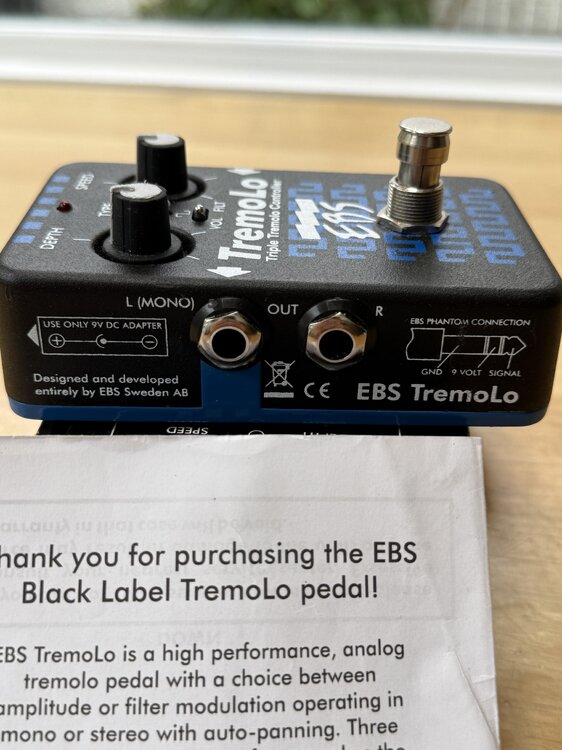 SPEED
DEPTH
VOL FILT
TremoLo
Triple Tremolo Controller
EBS
L (MONO)
OUT
R
USE ONLY 9V DC ADAPTER
+ −
EBS PHANTOM CONNECTION
GND 9 VOLT SIGNAL
Designed and developed
entirely by EBS Sweden AB
CE
EBS TremoLo
SPEED
hank you for purchasing the EBS
Black Label TremoLo pedal!
EBS TremoLo is a high performance, analog
tremolo pedal with a choice between
amplitude or filter modulation operating in
mono or stereo with auto-panning. Three